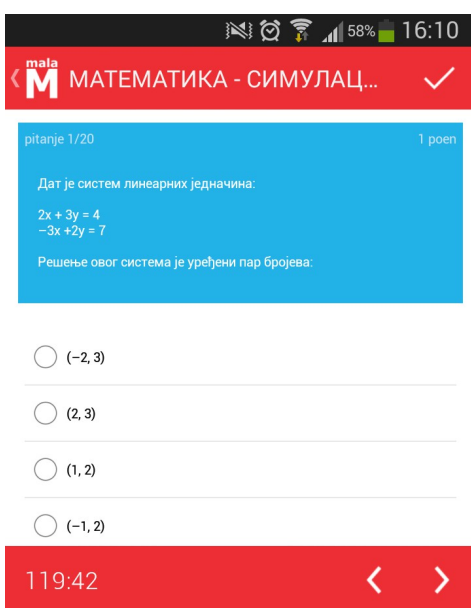 58% 16:10
mala
M МАТЕМАТИКА - СИМУЛАЦ...
pitanje 1/20 1 poen
Дат је систем линеарних једначина:
2x + 3y = 4
−3x +2y = 7
Решење овог система је уређени пар бројева:
(−2, 3)
(2, 3)
(1, 2)
(−1, 2)
119:42